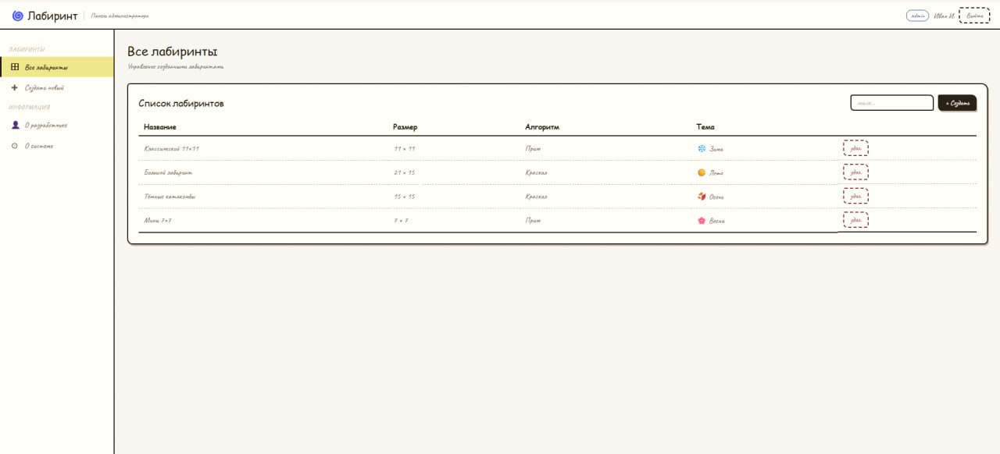 Лабиринт
Панель администратора
admin Иван И. Выйти
ЛАБИРИНТЫ
Все лабиринты
Создать новый
ИНФОРМАЦИЯ
О разработчике
О системе
Все лабиринты
Управление созданными лабиринтами
Список лабиринтов
поиск...
+ Создать
Название Размер Алгоритм Тема
Классический 11×11 11 × 11 Прим Зима удал.
Большой лабиринт 21 × 15 Краскал Лето удал.
Тёмные катакомбы 15 × 15 Краскал Осень удал.
Мини 7×7 7 × 7 Прим Весна удал.